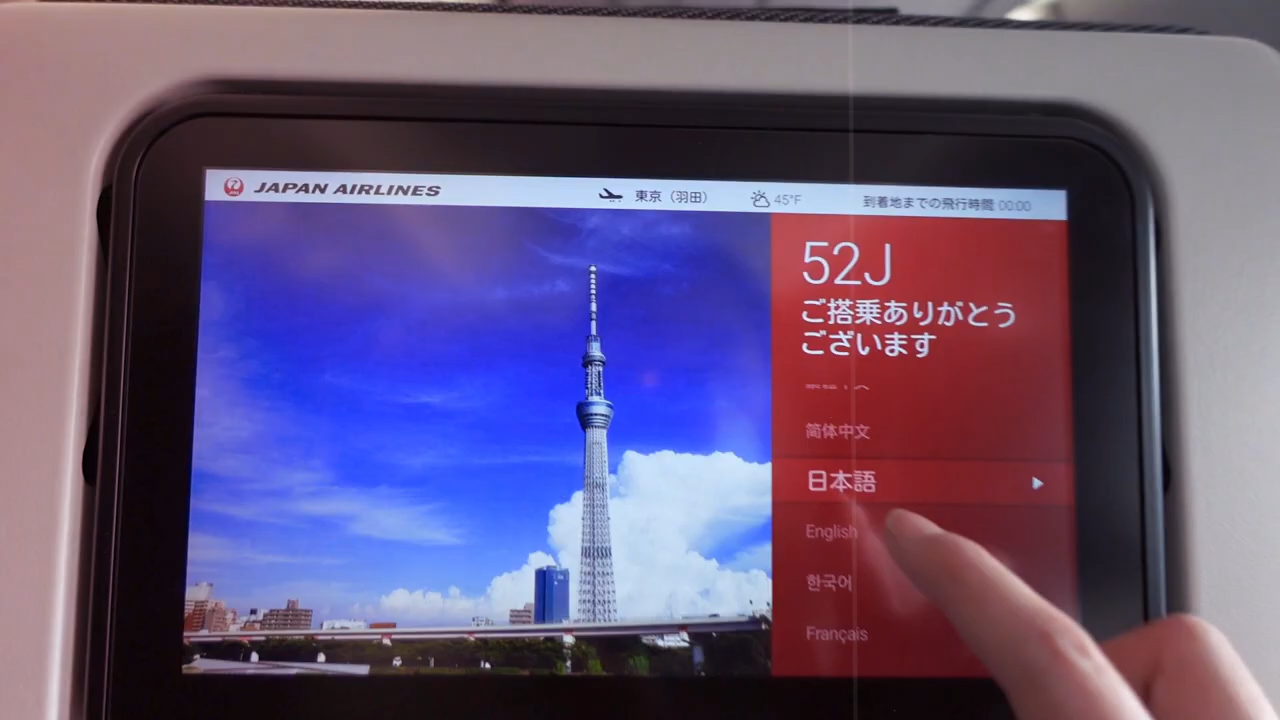 JAPAN AIRLINES
東京（羽田）
45°F
到着地までの飛行時間 00:00
52J
ご搭乗ありがとう
ございます
简体中文
日本語
English
한국어
Français